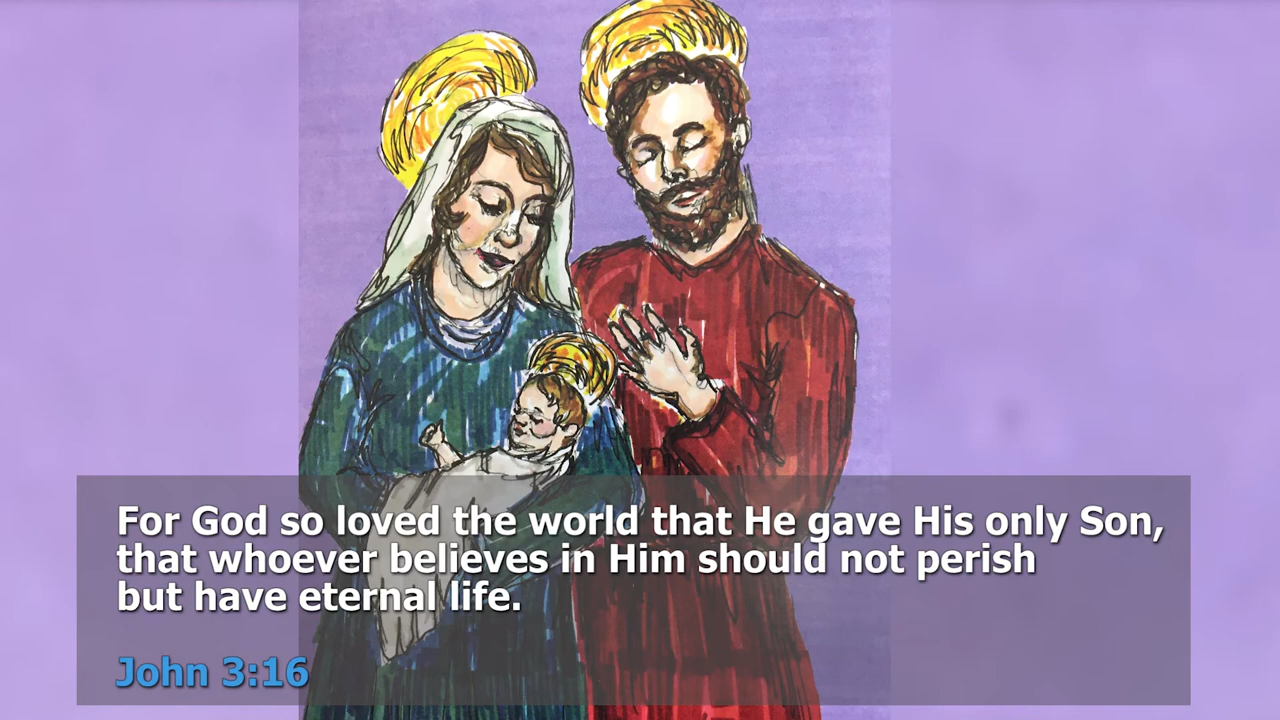 For God so loved the world that He gave His only Son,
that whoever believes in Him should not perish
but have eternal life.
John 3:16